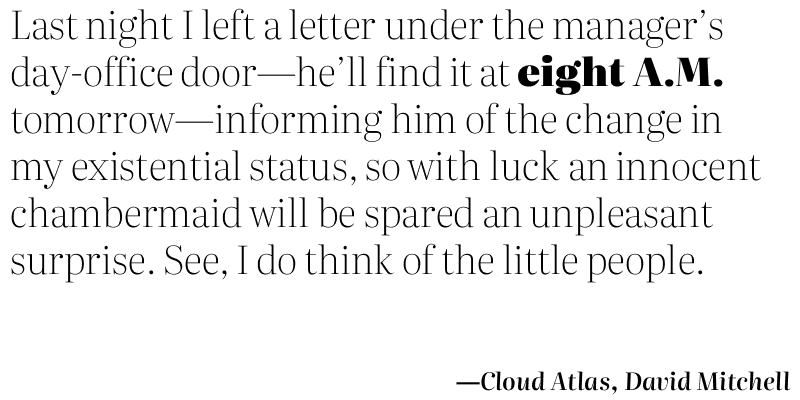 Last night I left a letter under the manager’s
day-office door—he’ll find it at eight A.M.
tomorrow—informing him of the change in
my existential status, so with luck an innocent
chambermaid will be spared an unpleasant
surprise. See, I do think of the little people.
—Cloud Atlas, David Mitchell